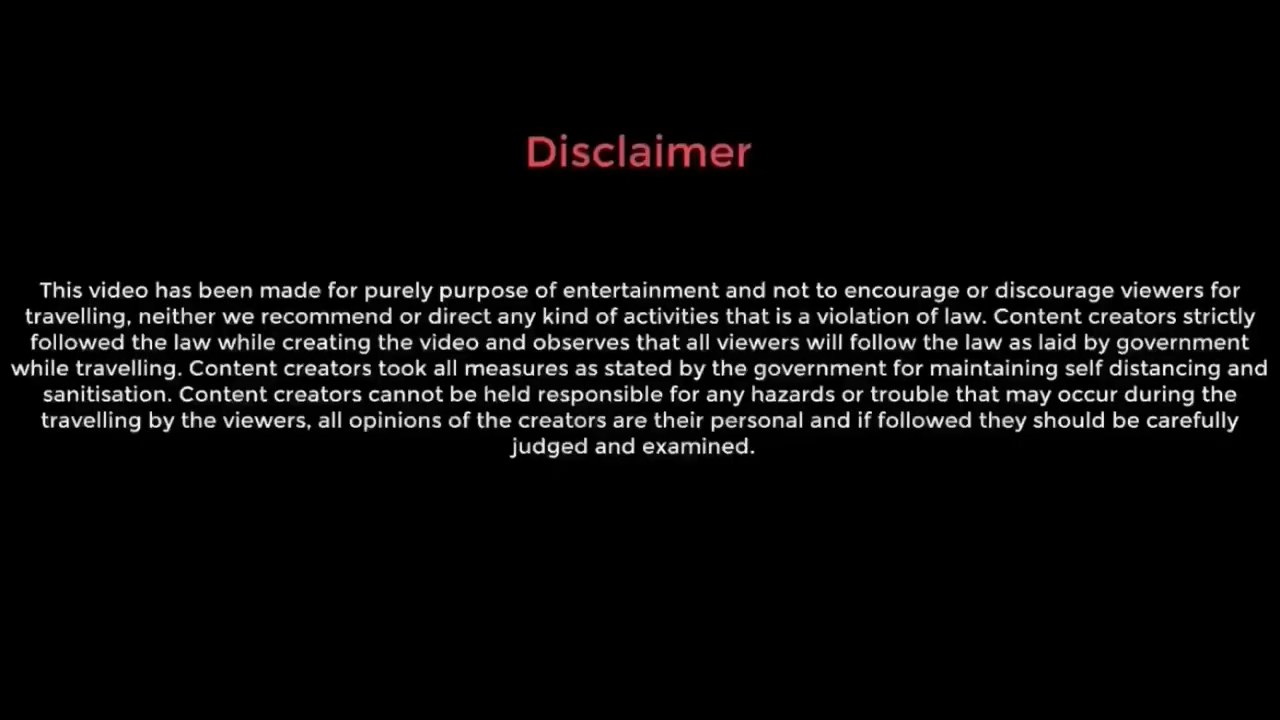 Disclaimer
This video has been made for purely purpose of entertainment and not to encourage or discourage viewers for
travelling, neither we recommend or direct any kind of activities that is a violation of law. Content creators strictly
followed the law while creating the video and observes that all viewers will follow the law as laid by government
while travelling. Content creators took all measures as stated by the government for maintaining self distancing and
sanitisation. Content creators cannot be held responsible for any hazards or trouble that may occur during the
travelling by the viewers, all opinions of the creators are their personal and if followed they should be carefully
judged and examined.